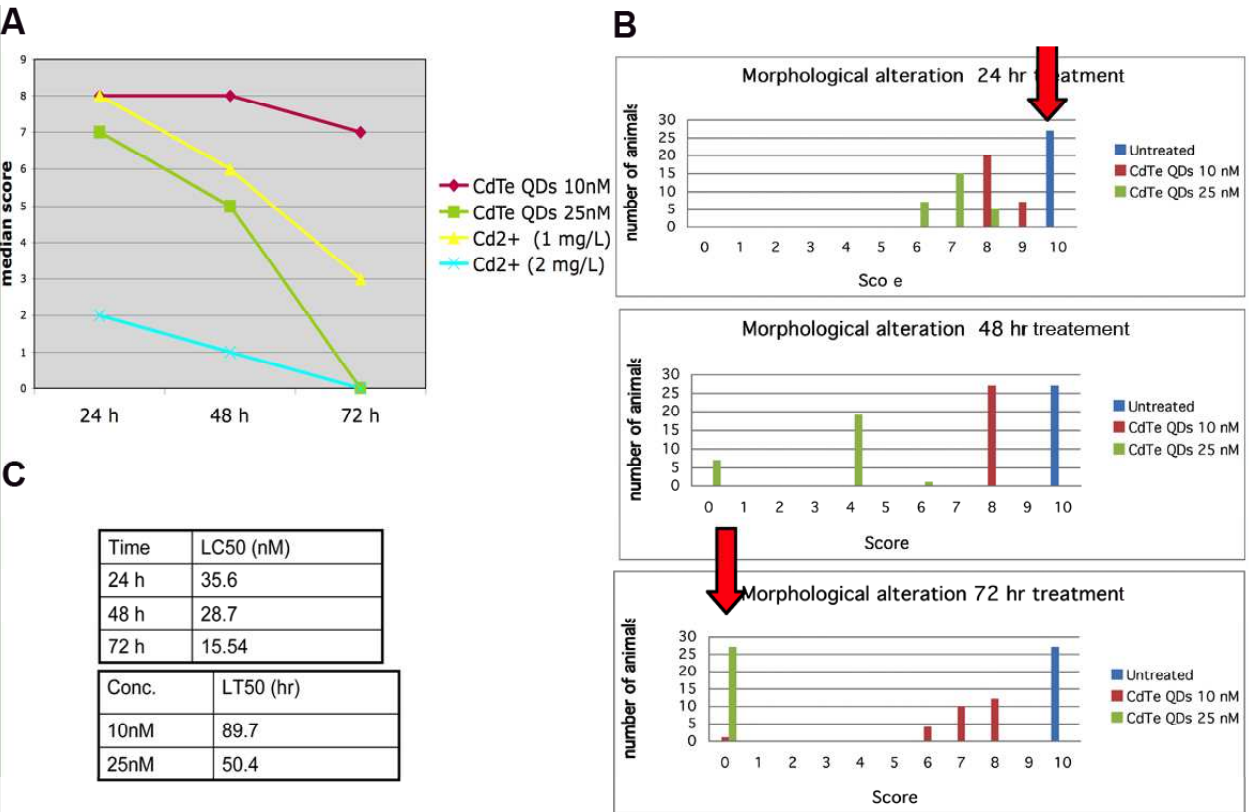 A
9
8
7
6
5
4
3
2
1
0
median score
24 h 48 h 72 h
CdTe QDs 10nM
CdTe QDs 25nM
Cd2+ (1 mg/L)
Cd2+ (2 mg/L)
B
Morphological alteration 24 hr eatment
number of animals
30
25
20
15
10
5
0
0 1 2 3 4 5 6 7 8 9 10
Sco e
Untreated
CdTe QDs 10 nM
CdTe QDs 25 nM
Morphological alteration 48 hr treatement
number of animals
30
25
20
15
10
5
0
0 1 2 3 4 5 6 7 8 9 10
Score
Untreated
CdTe QDs 10 nM
CdTe QDs 25 nM
Morphological alteration 72 hr treatment
number of animals
30
25
20
15
10
5
0
0 1 2 3 4 5 6 7 8 9 10
Score
Untreated
CdTe QDs 10 nM
CdTe QDs 25 nM
C
Time LC50 (nM)
24 h 35.6
48 h 28.7
72 h 15.54
Conc. LT50 (hr)
10nM 89.7
25nM 50.4